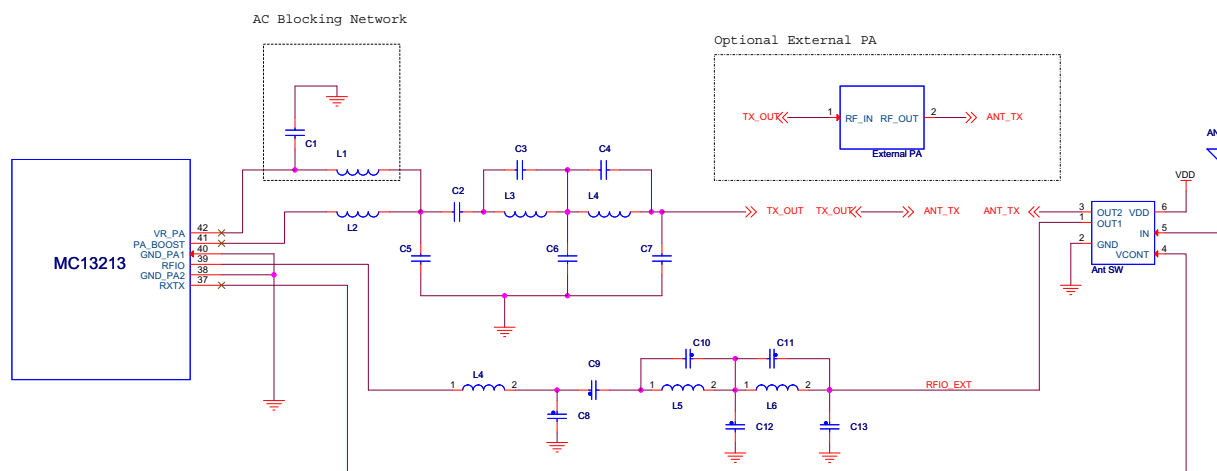 AC Blocking Network
Optional External PA
C1
L1
TX_OUT
1
RF_IN
RF_OUT
2
ANT_TX
External PA
C3
C4
L2
C2
L3
L4
TX_OUT
TX_OUT
ANT_TX
ANT_TX
C5
C6
C7
MC13213
VR_PA
42
PA_BOOST
41
GND_PA1
40
RFIO
39
GND_PA2
38
RXTX
37
AN
VDD
3
OUT2
VDD
6
1
OUT1
IN
5
2
GND
VCONT
4
Ant SW
L4
1
2
C9
C8
C10
C11
1
2
L5
1
2
L6
C12
C13
RFIO_EXT